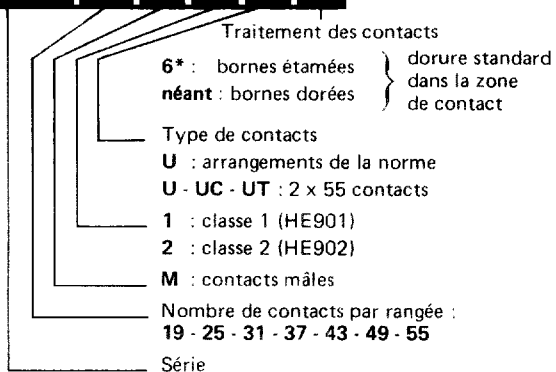 Traitement des contacts
6* : bornes étamées
néant : bornes dorées
dorure standard
dans la zone
de contact
Type de contacts
U : arrangements de la norme
U - UC - UT : 2 x 55 contacts
1 : classe 1 (HE901)
2 : classe 2 (HE902)
M : contacts mâles
Nombre de contacts par rangée :
19 - 25 - 31 - 37 - 43 - 49 - 55
Série